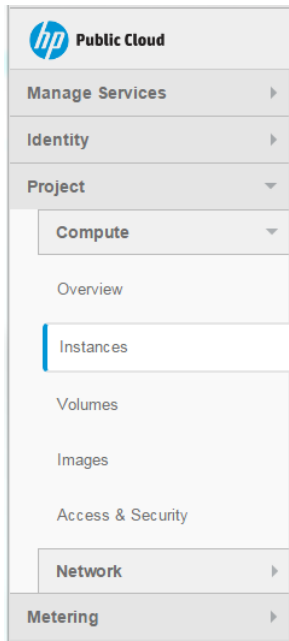 hp Public Cloud
Manage Services
Identity
Project
Compute
Overview
Instances
Volumes
Images
Access & Security
Network
Metering